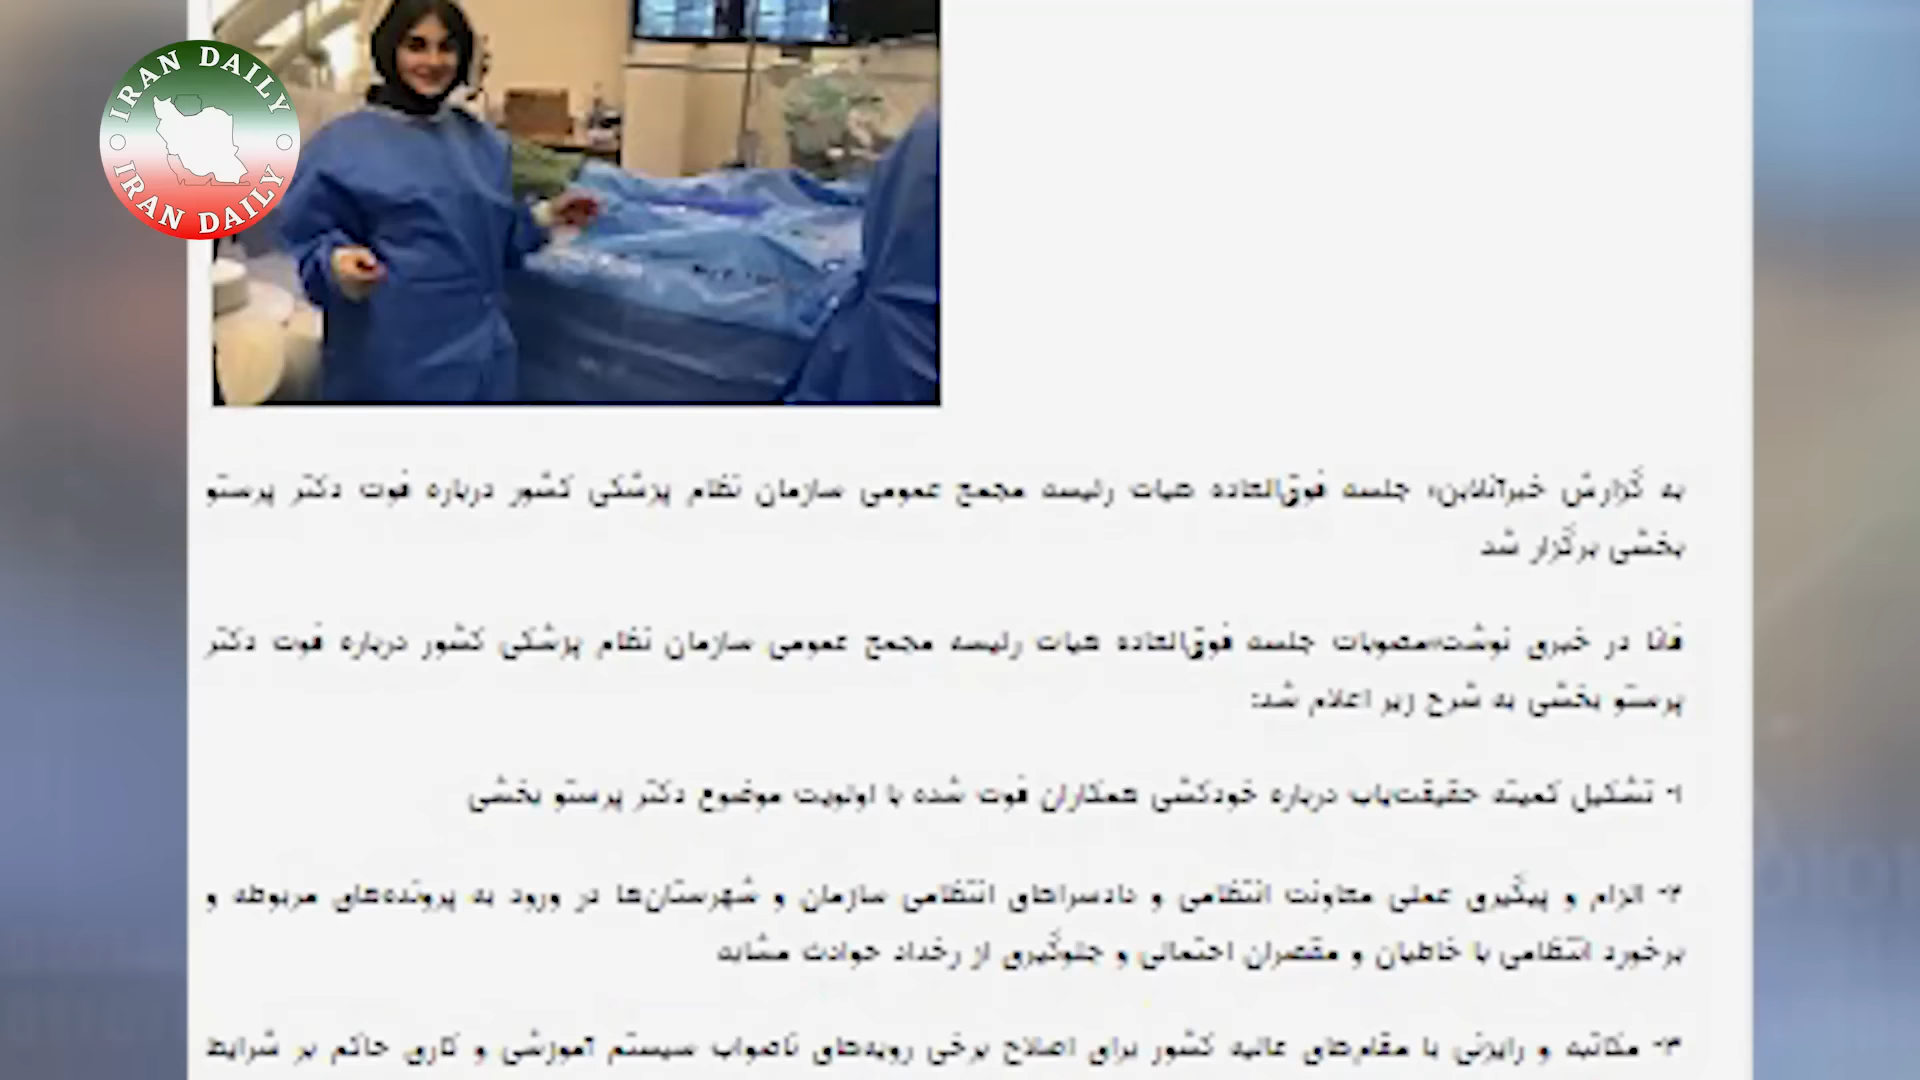 IRAN DAILY
IRAN DAILY
به گزارش خبرآنلاین، جلسه فوق‌العاده هیات رئیسه مجمع عمومی سازمان نظام پزشکی کشور درباره فوت دکتر پرستو
بخشی برگزار شد
قانا در خبری نوشت:مصوبات جلسه فوق‌العاده هیات رئیسه مجمع عمومی سازمان نظام پزشکی کشور درباره فوت دکتر
پرستو بخشی به شرح زیر اعلام شد:
۱- تشکیل کمیته حقیقت‌یاب درباره خودکشی همکاران فوت شده با اولویت موضوع دکتر پرستو بخشی
۲- الزام و پیگیری عملی معاونت انتظامی و دادسراهای انتظامی سازمان و شهرستان‌ها در ورود به پرونده‌های مربوطه و
برخورد انتظامی با خاطیان و مقصران احتمالی و جلوگیری از رخداد حوادث مشابه
۳- مکاتبه و رایزنی با مقام‌های عالیه کشور برای اصلاح برخی رویه‌های ناصواب سیستم آموزشی و کاری حاکم بر شرایط